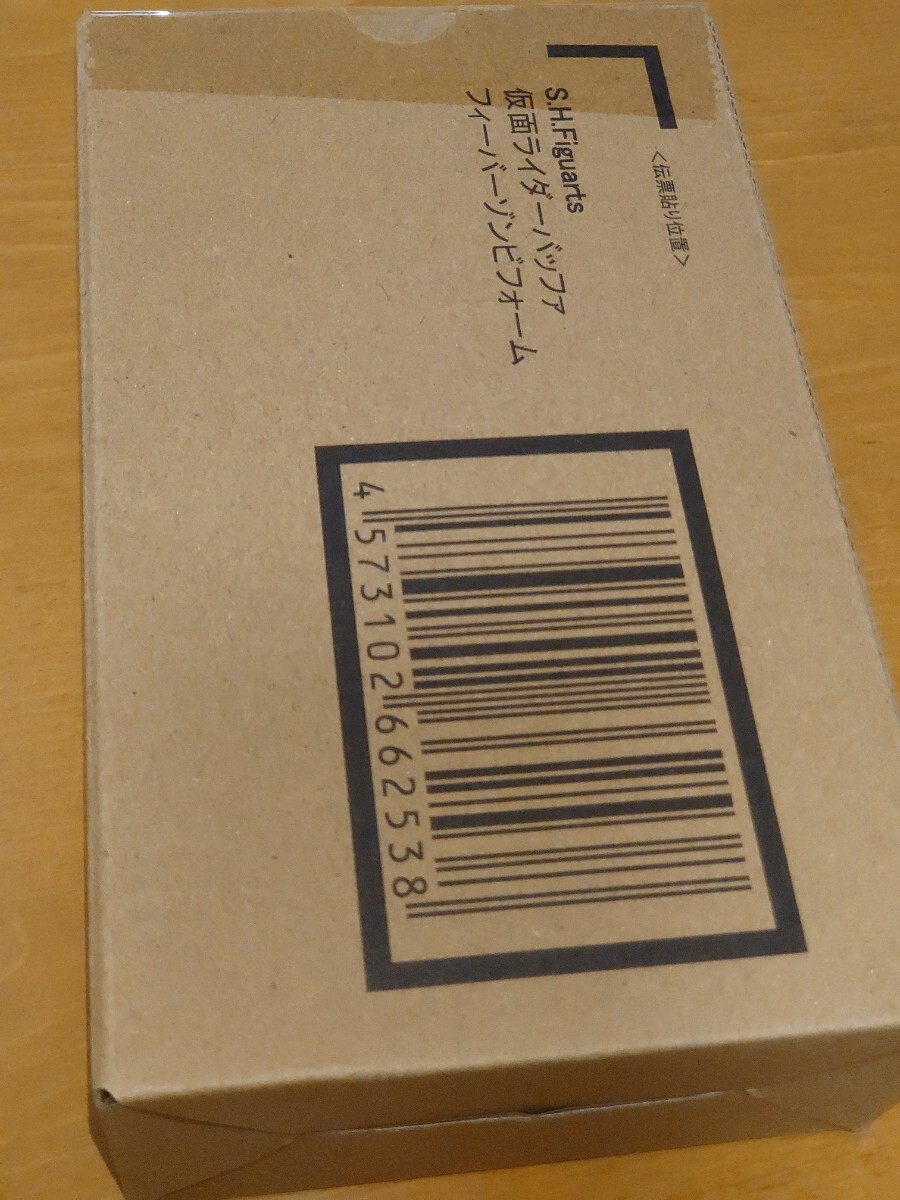 <伝票貼り位置>
S.H.Figuarts
仮面ライダーバッファ
フィーバーゾンビフォーム
4573102662538